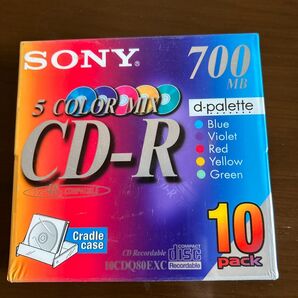 SONY
700
MB
5 COLOR MIX
d-palette
CD-R
Blue
Violet
Red
Yellow
Green
Cradle
case
10
pack
CD Recordable
10CDQ80EXC
COMPACT
disc
Recordable